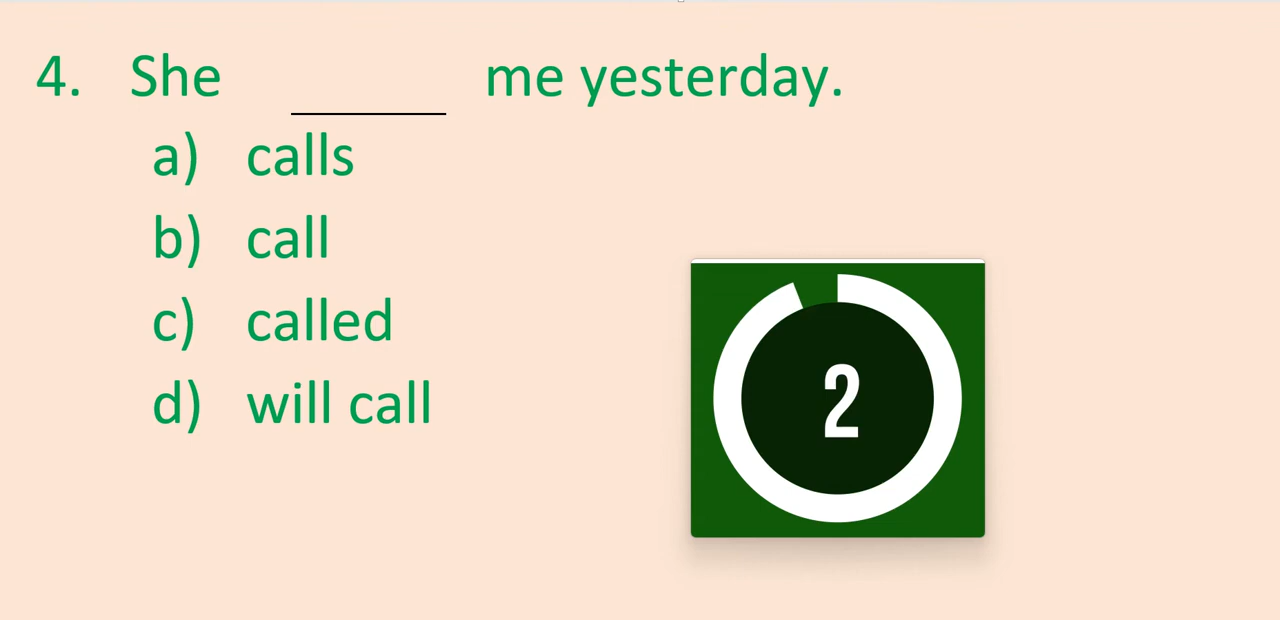 4. She ______ me yesterday.
a) calls
b) call
c) called
d) will call
2